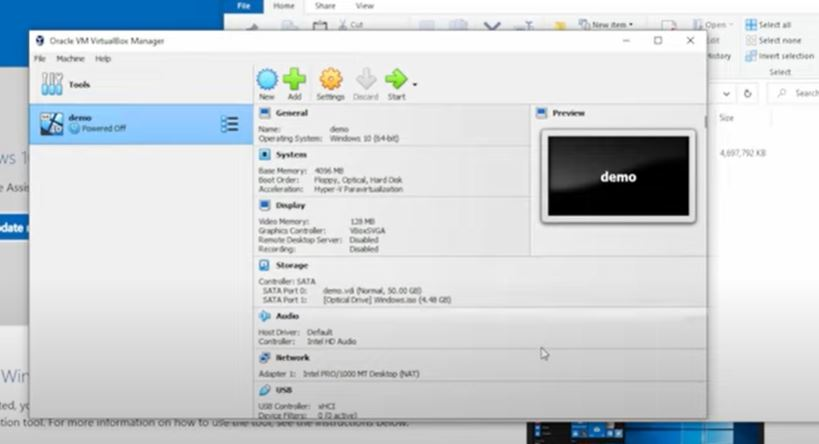 File
Home
Share
View
Cut
New item
Open
Select all
Select none
History
Invert selection
Select
Search
Size
4,697,792 KB
Oracle VM VirtualBox Manager
File Machine Help
Tools
New Add Settings Discard Start
demo
Powered Off
General
Name: demo
Operating System: Windows 10 (64-bit)
System
Base Memory: 4096 MB
Boot Order: Floppy, Optical, Hard Disk
Acceleration: Hyper-V Paravirtualization
Display
Video Memory: 128 MB
Graphics Controller: VBoxSVGA
Remote Desktop Server: Disabled
Recording: Disabled
Storage
Controller: SATA
SATA Port 0: demo.vdi (Normal, 50.00 GB)
SATA Port 1: [Optical Drive] Windows.iso (4.48 GB)
Audio
Host Driver: Default
Controller: Intel HD Audio
Network
Adapter 1: Intel PRO/1000 MT Desktop (NAT)
USB
USB Controller: xHCI
Device Filters: 0 (0 active)
Preview
demo
tion tool. For more information on how to use the tool, see the instructions below.